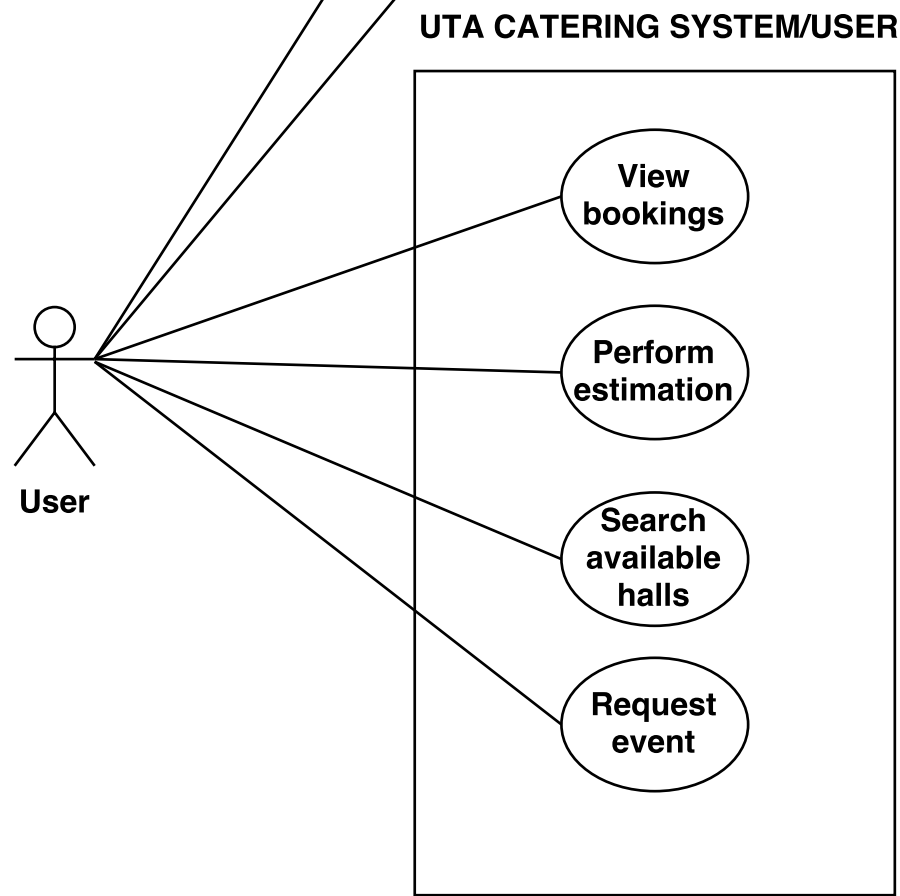 UTA CATERING SYSTEM/USER
View
bookings
Perform
estimation
Search
available
halls
Request
event
User